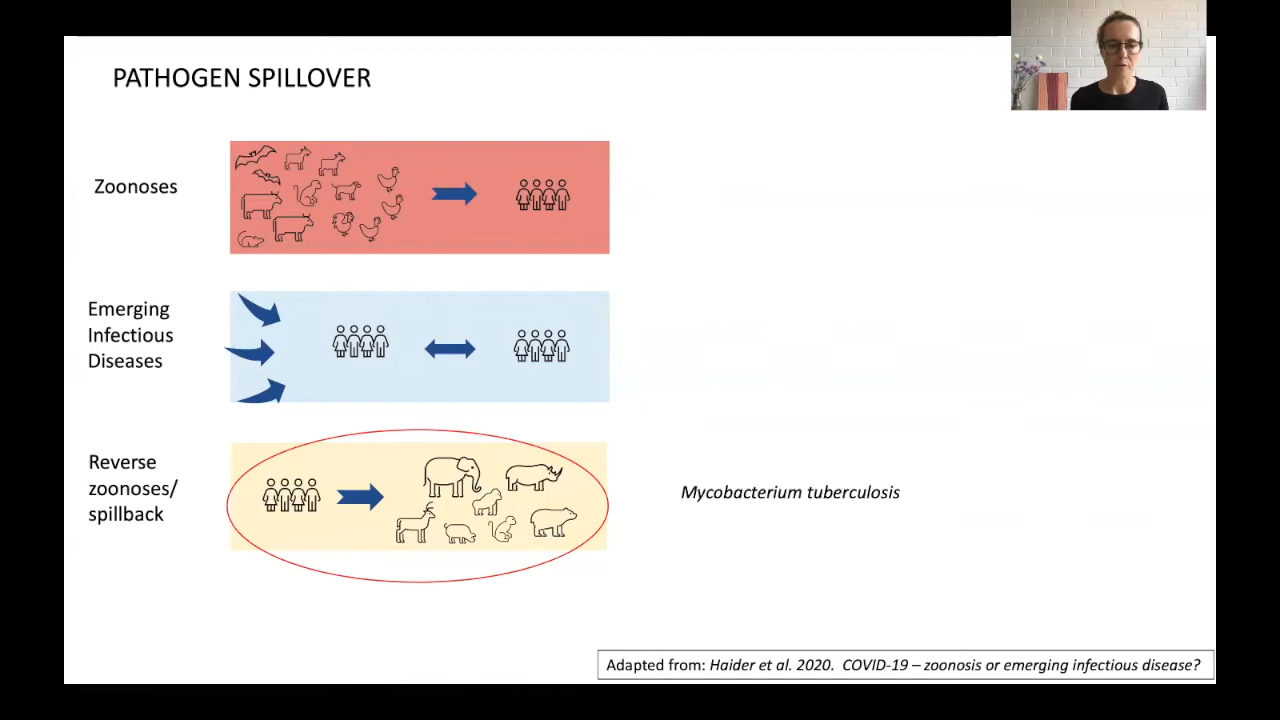 PATHOGEN SPILLOVER
Zoonoses
Emerging
Infectious
Diseases
Reverse
zoonoses/
spillback
Mycobacterium tuberculosis
Adapted from: Haider et al. 2020. COVID-19 – zoonosis or emerging infectious disease?